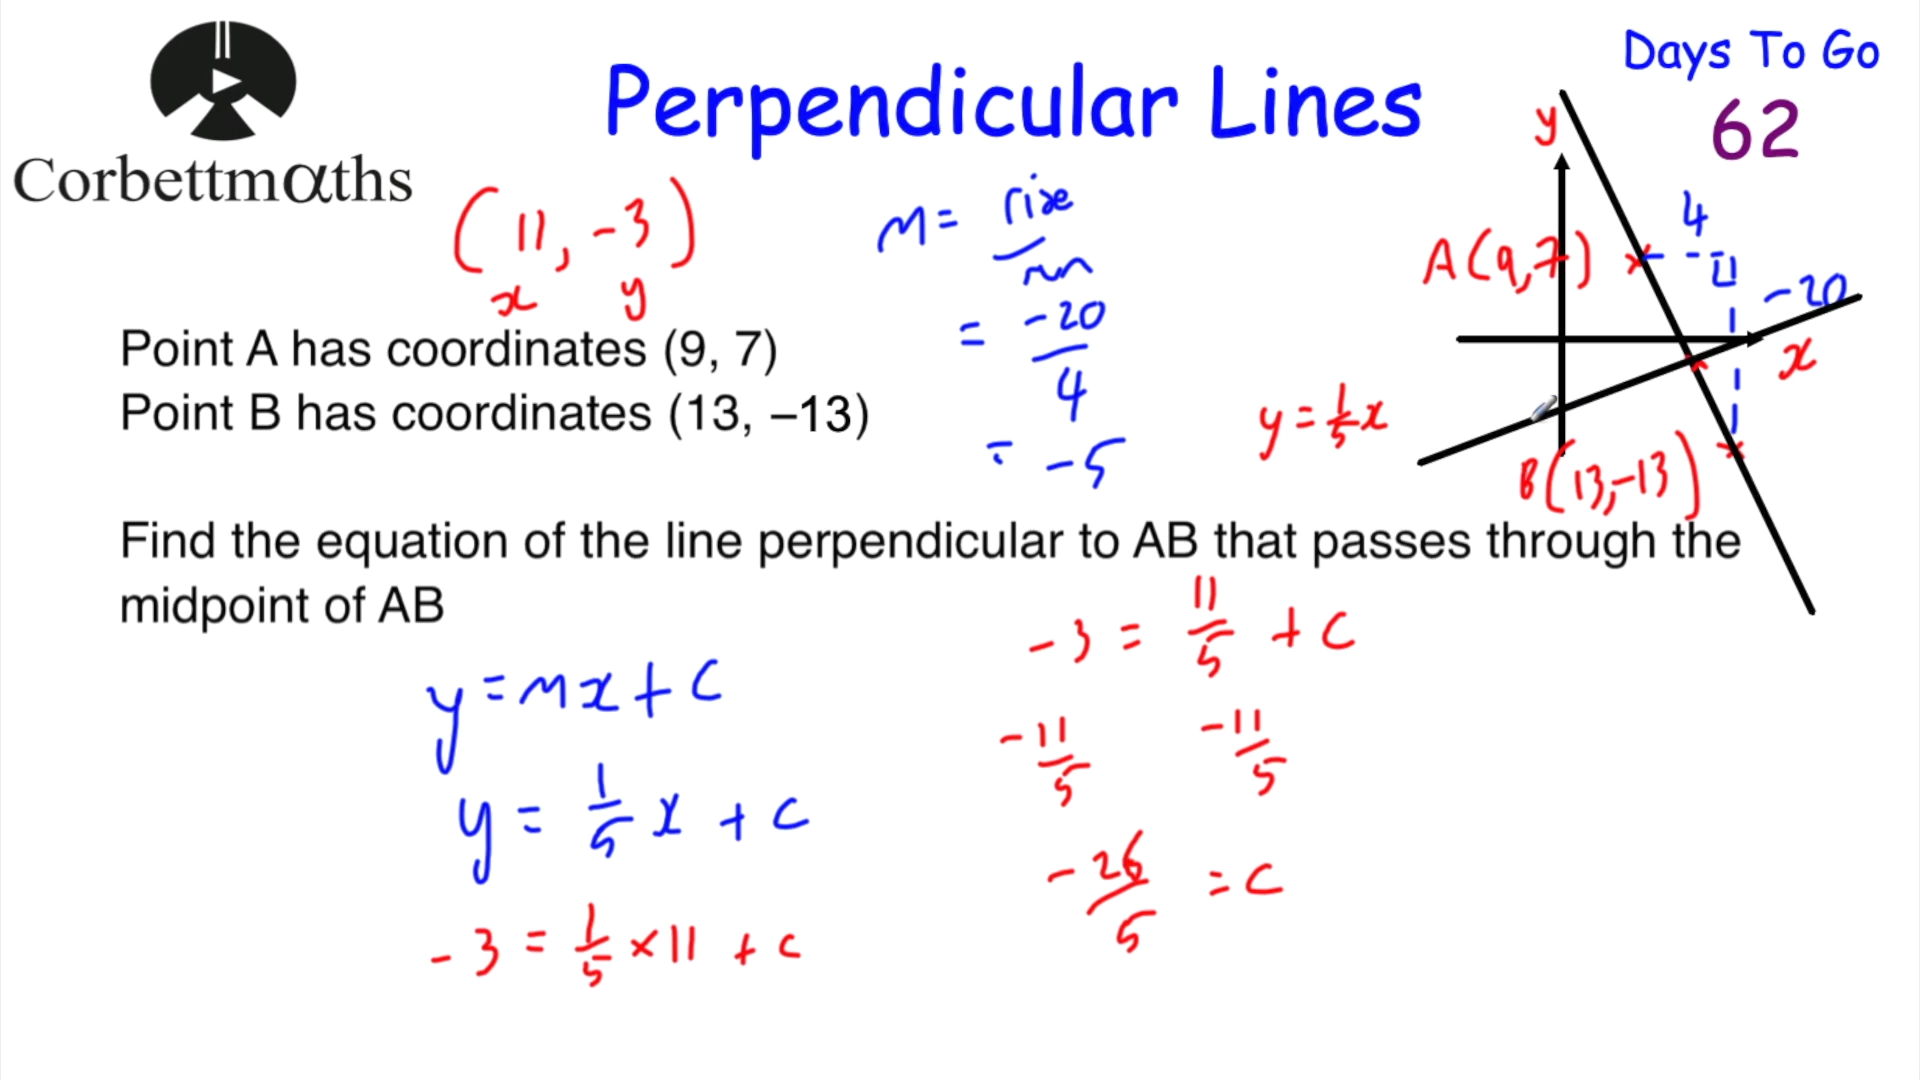 Corbettmαths
Perpendicular Lines
Days To Go
62
(11, -3)
x y
m = rise
run
= -20
4
= -5
y
A(9,7)
4
-20
x
y = 1/5 x
B(13,-13)
Point A has coordinates (9, 7)
Point B has coordinates (13, –13)
Find the equation of the line perpendicular to AB that passes through the
midpoint of AB
y = mx + c
y = 1/5 x + c
-3 = 1/5 × 11 + c
-3 = 11/5 + c
-11/5 -11/5
-26/5 = c